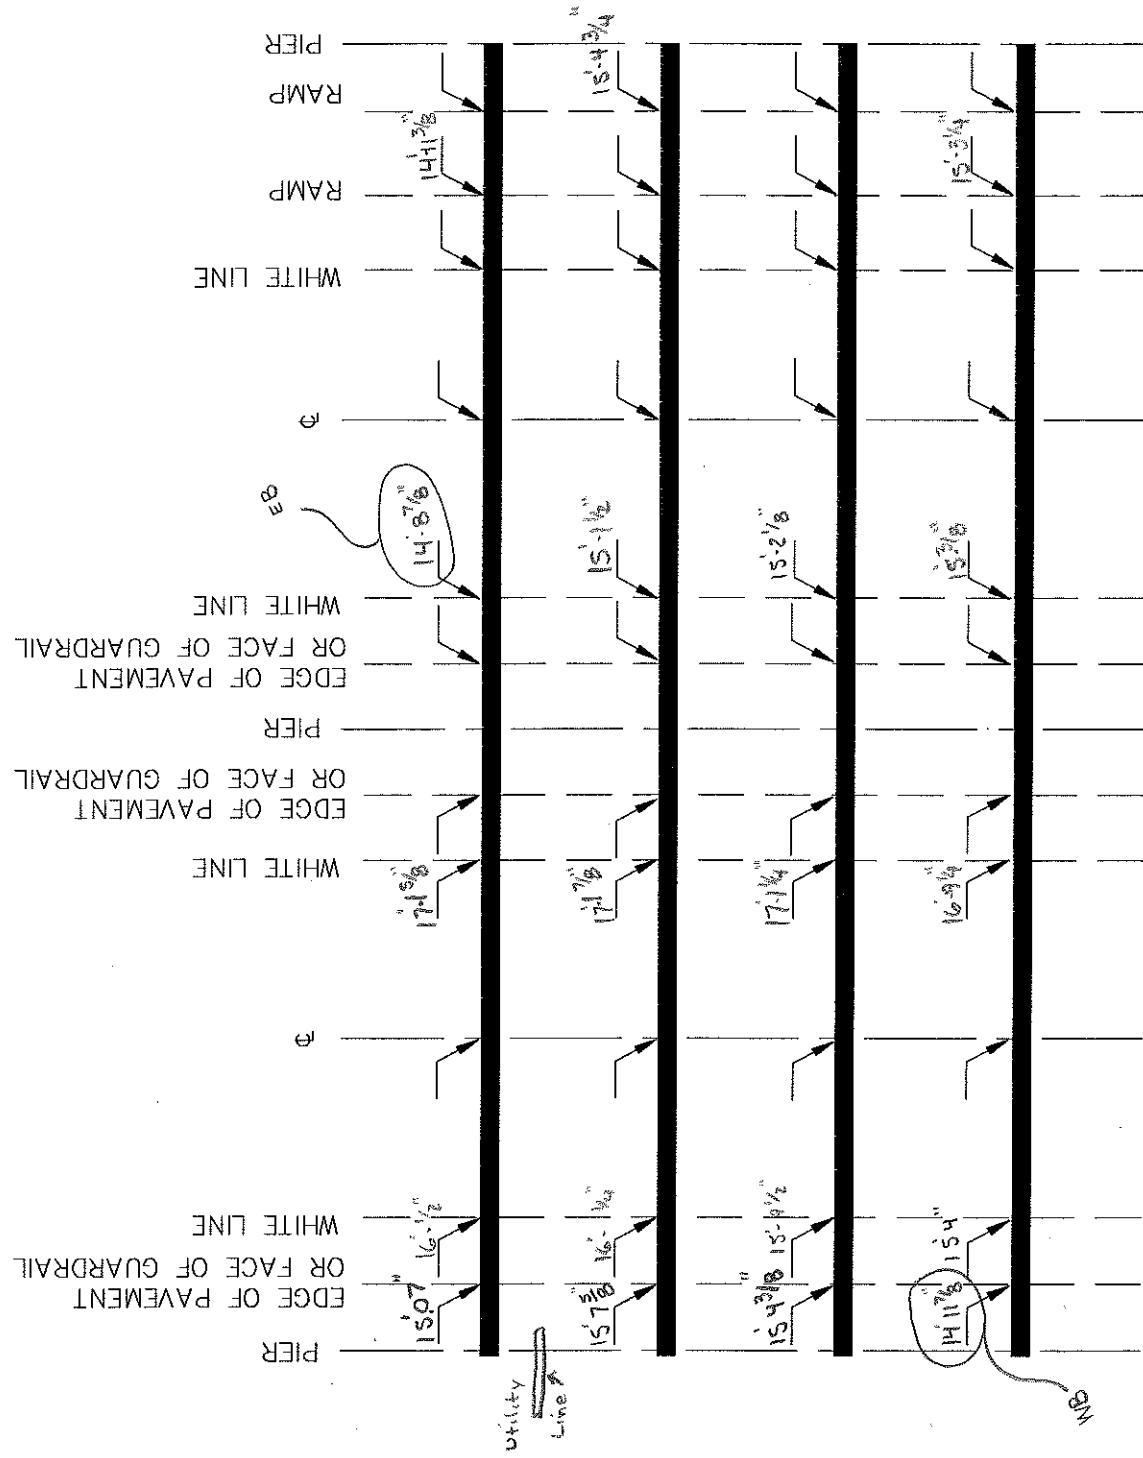 PIER
RAMP
RAMP
WHITE LINE
℄
WHITE LINE
EDGE OF PAVEMENT
OR FACE OF GUARDRAIL
PIER
EDGE OF PAVEMENT
OR FACE OF GUARDRAIL
WHITE LINE
℄
WHITE LINE
EDGE OF PAVEMENT
OR FACE OF GUARDRAIL
PIER
15'-4 3/4"
14'-11 3/8"
15'-3 1/4"
EB
14'-8 7/8"
15'-1 1/2"
15'-2 1/8"
17'-1 5/8"
17'-1 7/8"
17'-1 1/4"
16'-9 1/4"
16'-1/2"
16'-1 1/4"
15'-9 1/2"
15'4"
15'07"
15'7 5/8"
15'4 3/8"
14'11 7/8"
WB
Utility
Line